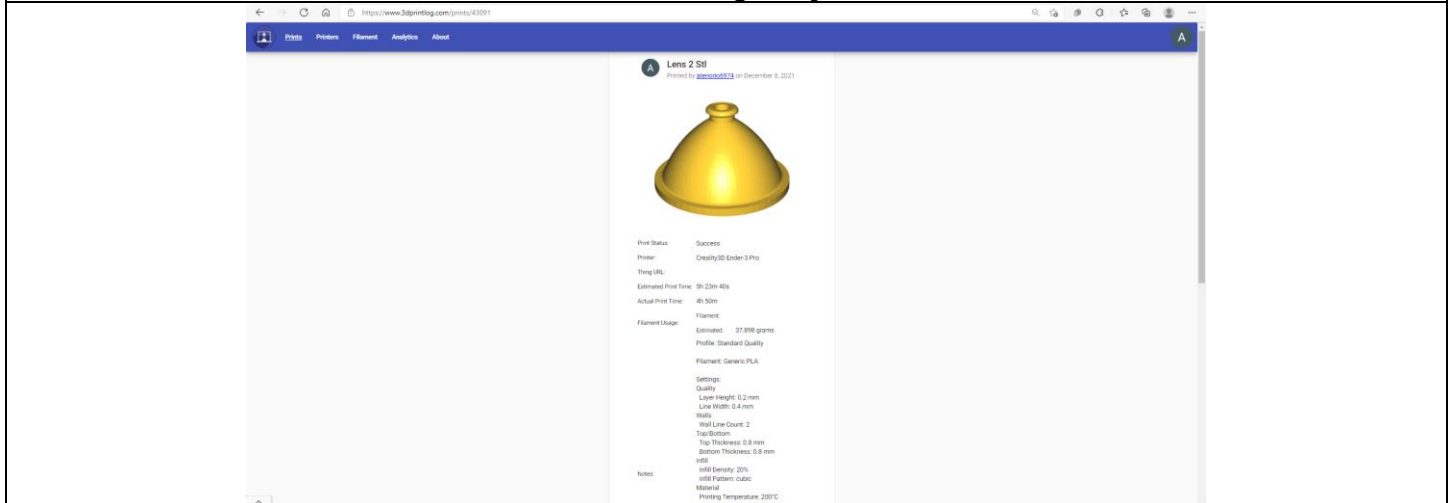 https://www.3dprintlog.com/prints/43091
Prints Printers Filament Analytics About
A
A
Lens 2 Stl
Printed by atenorio5974 on December 8, 2021
Print Status: Success
Printer: Creality3D Ender-3 Pro
Thing URL:
Estimated Print Time: 5h 23m 40s
Actual Print Time: 4h 50m
Filament Usage:
Filament:
Estimated: 37.898 grams
Profile: Standard Quality
Filament: Generic PLA
Settings:
Quality
Layer Height: 0.2 mm
Line Width: 0.4 mm
Walls
Wall Line Count: 2
Top/Bottom
Top Thickness: 0.8 mm
Bottom Thickness: 0.8 mm
Infill
Notes: Infill Density: 20%
Infill Pattern: cubic
Material
Printing Temperature: 200°C